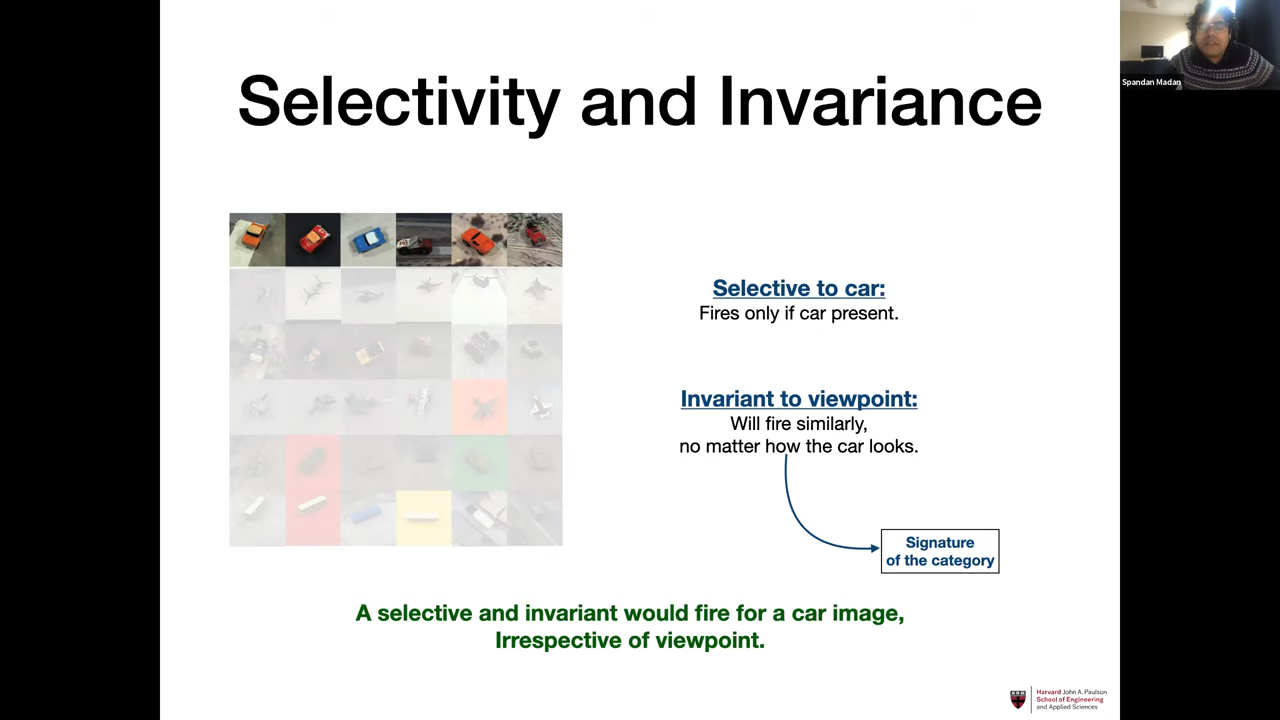 Spandan Madan
Selectivity and Invariance
Selective to car:
Fires only if car present.
Invariant to viewpoint:
Will fire similarly,
no matter how the car looks.
Signature
of the category
A selective and invariant would fire for a car image,
Irrespective of viewpoint.
Harvard John A. Paulson
School of Engineering
and Applied Sciences